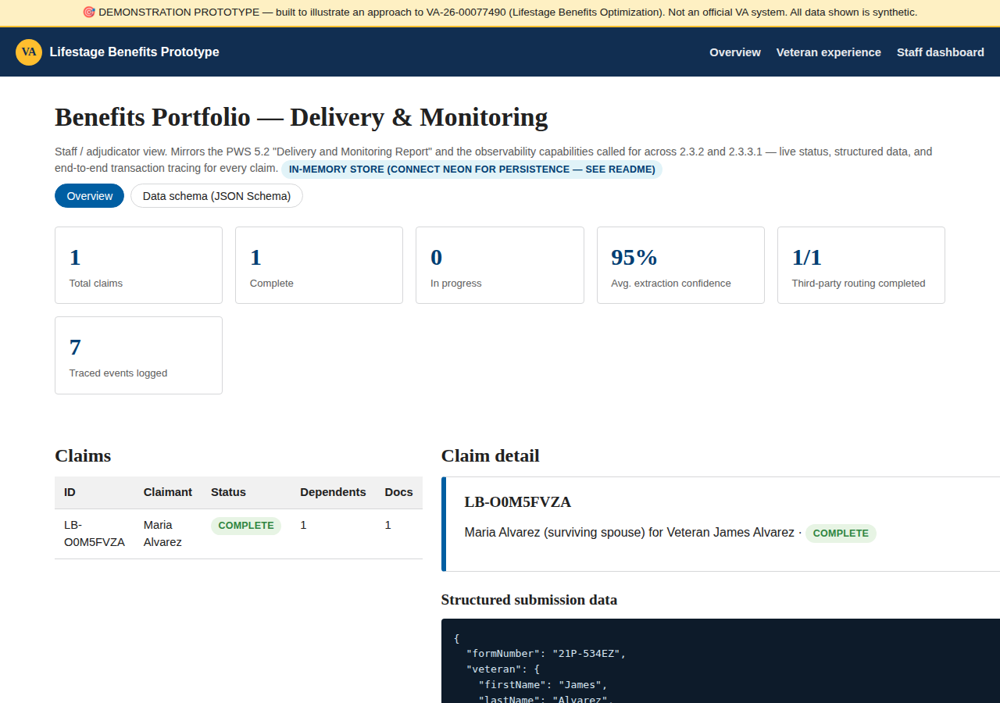 🎯 DEMONSTRATION PROTOTYPE — built to illustrate an approach to VA-26-00077490 (Lifestage Benefits Optimization). Not an official VA system. All data shown is synthetic.
VA Lifestage Benefits Prototype Overview Veteran experience Staff dashboard
Benefits Portfolio — Delivery & Monitoring
Staff / adjudicator view. Mirrors the PWS 5.2 "Delivery and Monitoring Report" and the observability capabilities called for across 2.3.2 and 2.3.3.1 — live status, structured data, and
end-to-end transaction tracing for every claim. IN-MEMORY STORE (CONNECT NEON FOR PERSISTENCE — SEE README)
Overview Data schema (JSON Schema)
1
Total claims
1
Complete
0
In progress
95%
Avg. extraction confidence
1/1
Third-party routing completed
7
Traced events logged
Claims
ID Claimant Status Dependents Docs
LB-
O0M5FVZA
Maria
Alvarez
COMPLETE
1
1
Claim detail
LB-O0M5FVZA
Maria Alvarez (surviving spouse) for Veteran James Alvarez · COMPLETE
Structured submission data
{
"formNumber": "21P-534EZ",
"veteran": {
"firstName": "James",
"lastName": "Alvarez",